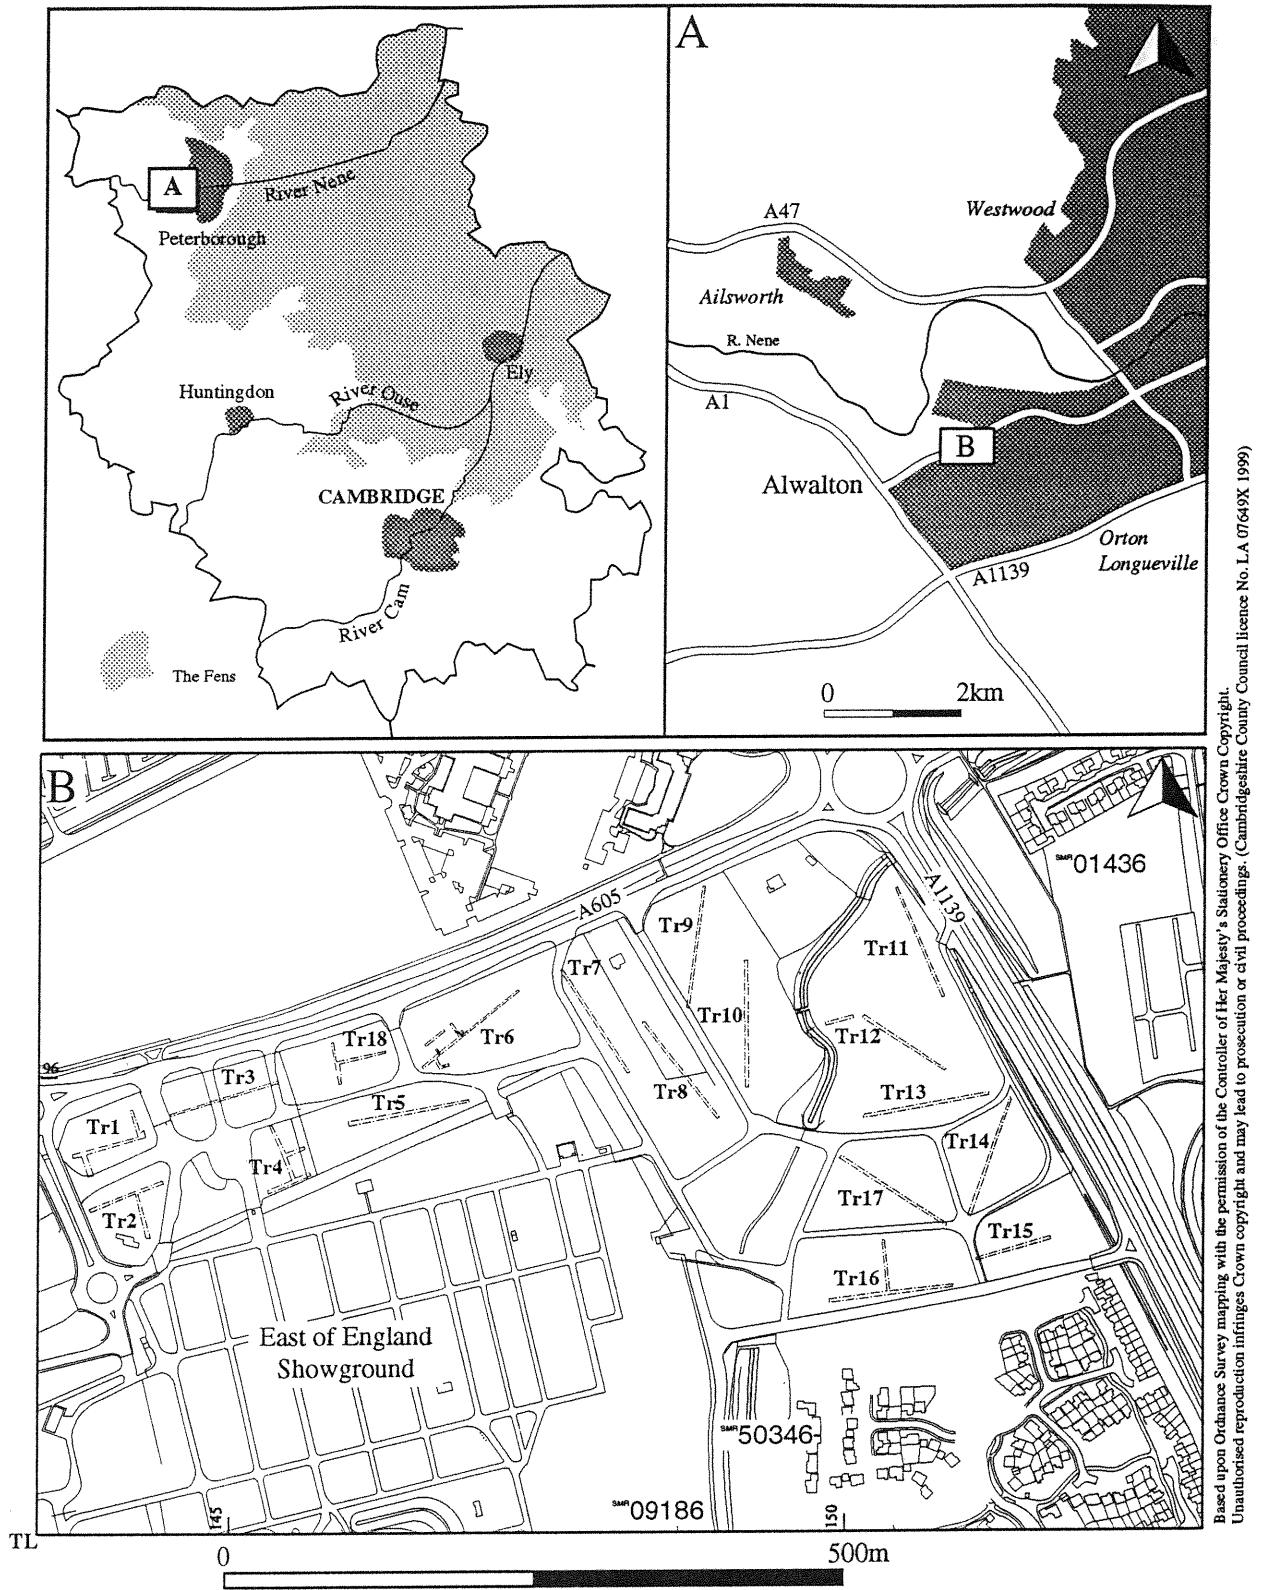 A
River Nene
Peterborough
Huntingdon
River Ouse
Ely
CAMBRIDGE
River Cam
The Fens
A
Westwood
A47
Ailsworth
R. Nene
A1
B
Alwalton
Orton
Longueville
A1139
0 2km
B
SMR 01436
A605
A1139
Tr9
Tr11
Tr7
Tr10
Tr12
Tr6
Tr18
96
Tr3
Tr8
Tr13
Tr5
Tr1
Tr14
Tr4
Tr17
Tr2
Tr15
Tr16
East of England
Showground
SMR 50346
SMR 09186
TL
145
150
0 500m
Based upon Ordnance Survey mapping with the permission of the Controller of Her Majesty's Stationery Office Crown Copyright.
Unauthorised reproduction infringes Crown copyright and may lead to prosecution or civil proceedings. (Cambridgeshire County Council licence No. LA 07649X 1999)